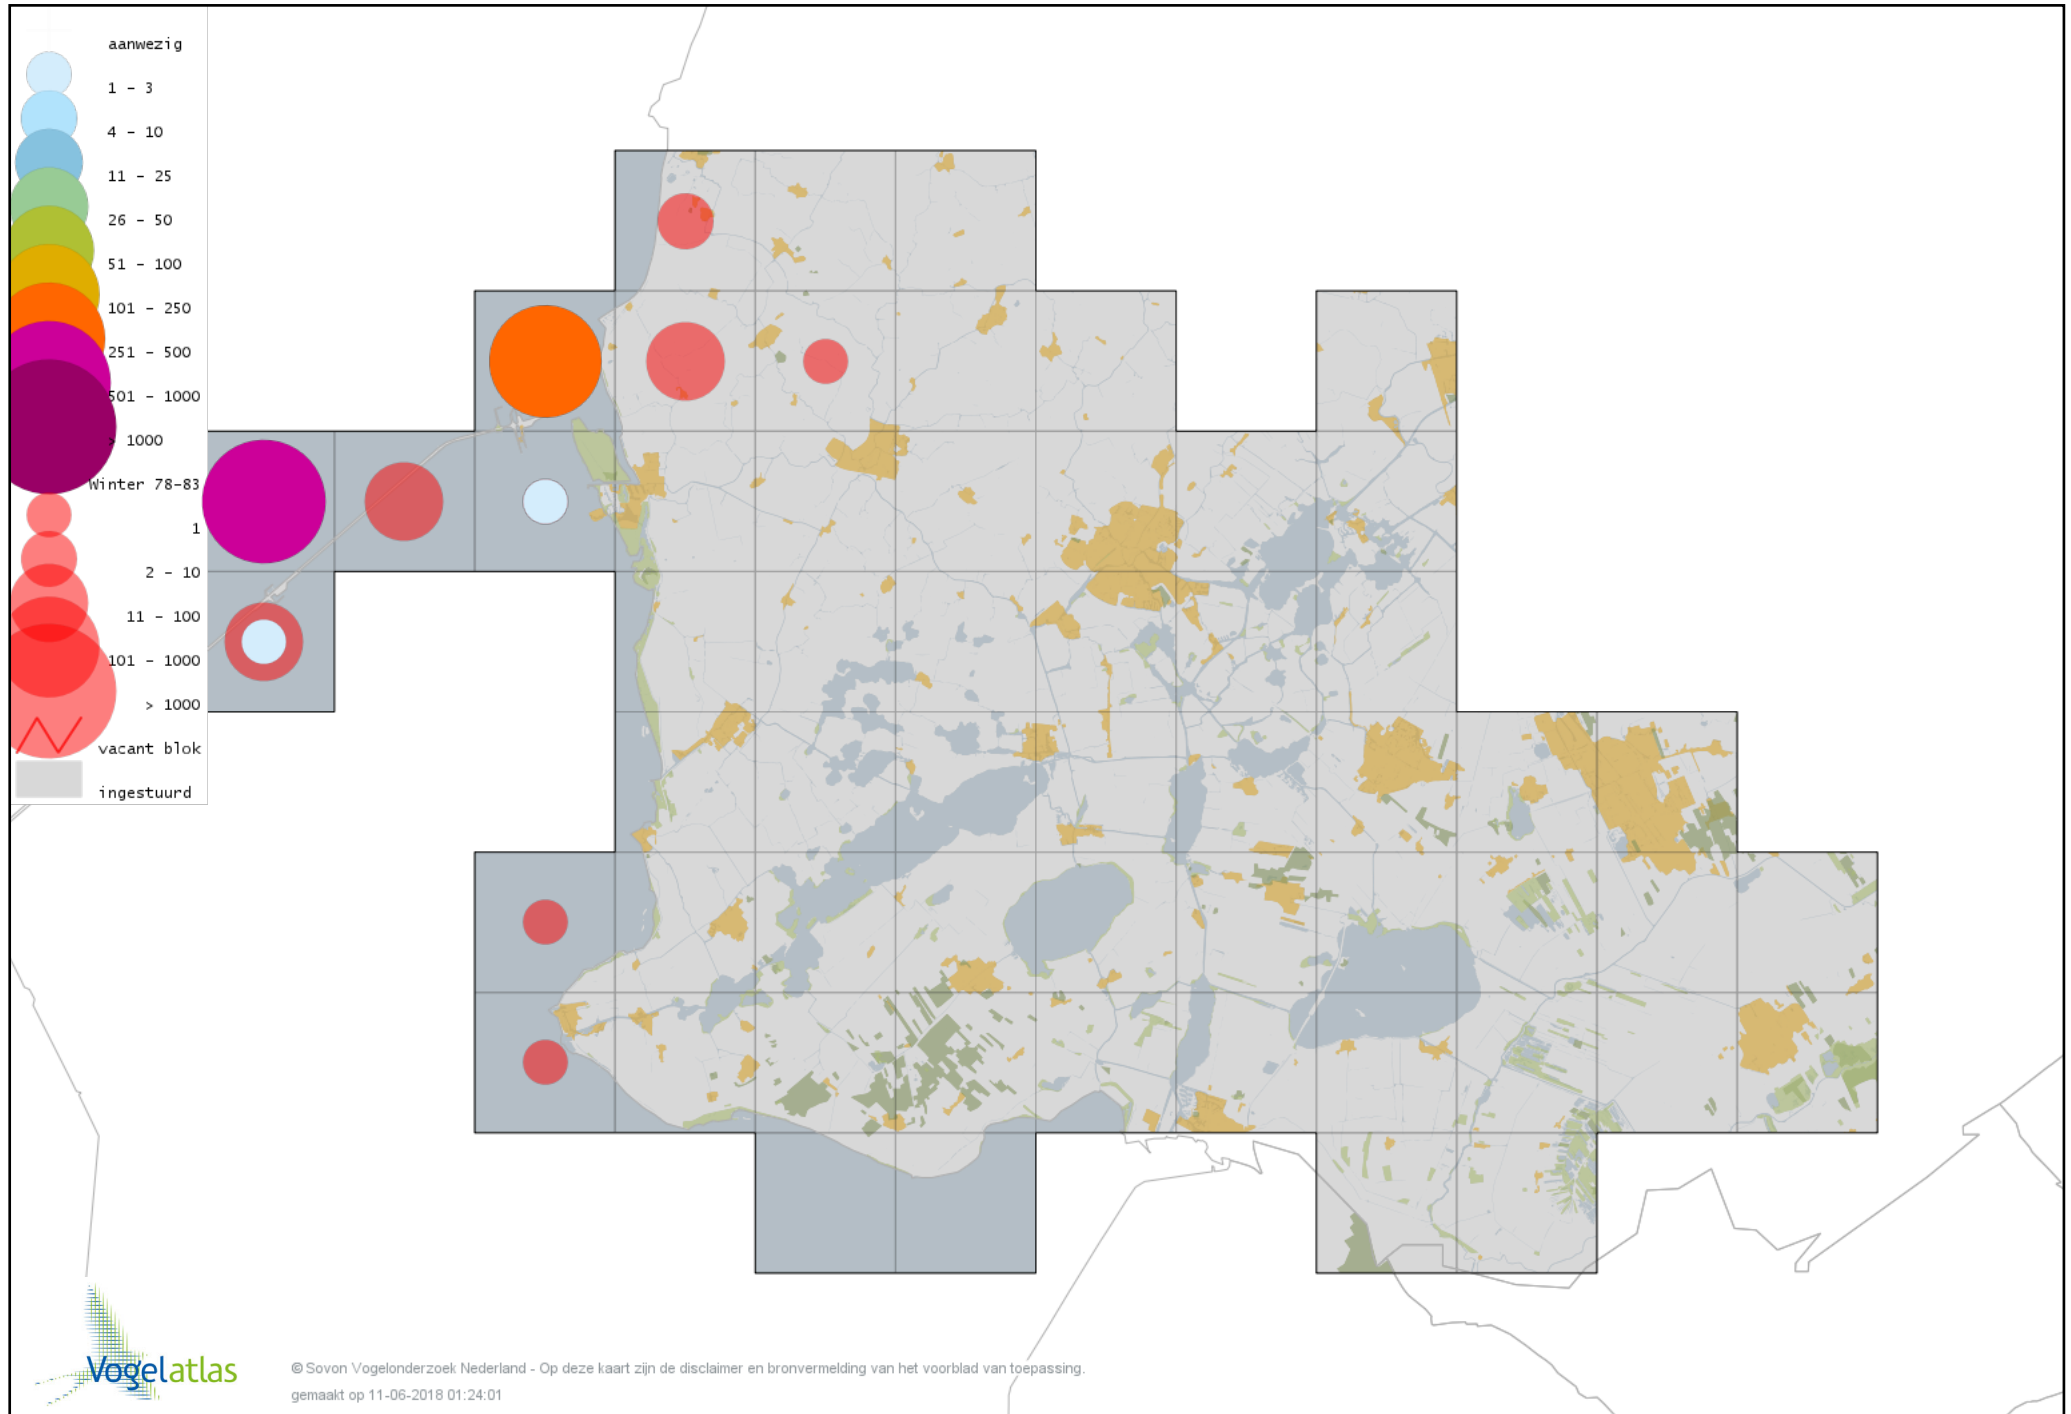 aanwezig
1 - 3
4 - 10
11 - 25
26 - 50
51 - 100
101 - 250
251 - 500
501 - 1000
> 1000
Winter 78-83
1
2 - 10
11 - 100
101 - 1000
> 1000
vacant blok
ingestuurd
Vogelatlas
© Sovon Vogelonderzoek Nederland - Op deze kaart zijn de disclaimer en bronvermelding van het voorblad van toepassing.
gemaakt op 11-06-2018 01:24:01